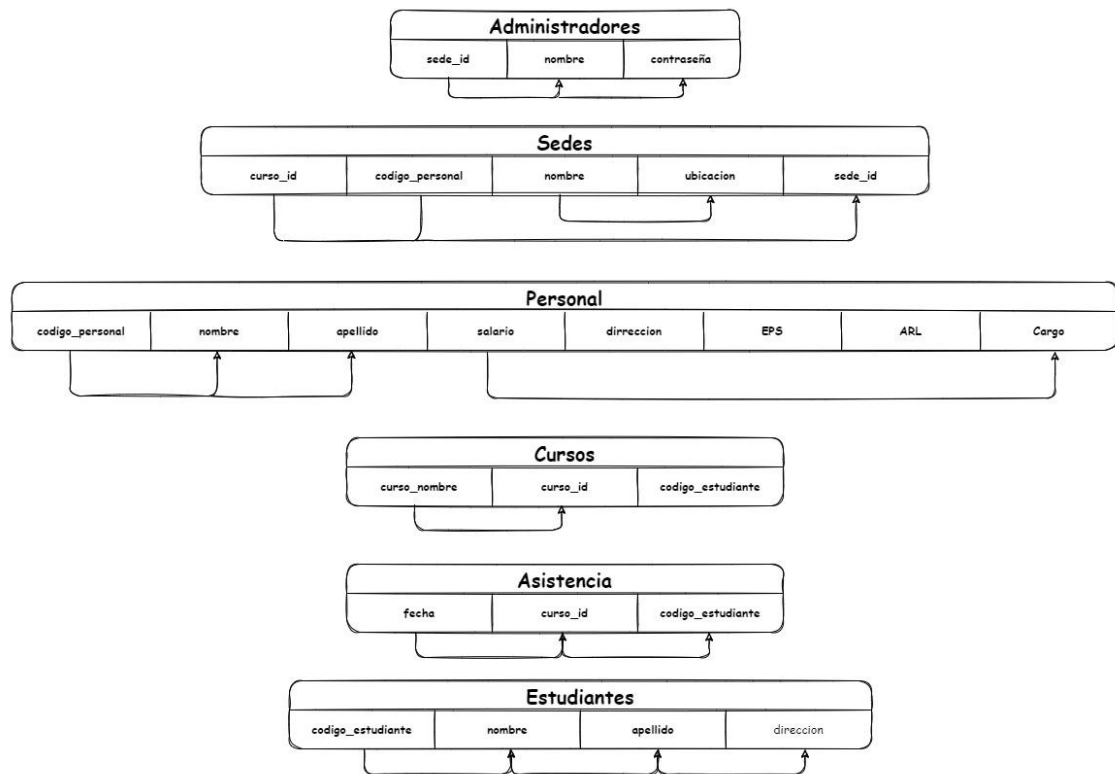 Administradores
sede_id nombre contraseña
Sedes
curso_id codigo_personal nombre ubicacion sede_id
Personal
codigo_personal nombre apellido salario dirreccion EPS ARL Cargo
Cursos
curso_nombre curso_id codigo_estudiante
Asistencia
fecha curso_id codigo_estudiante
Estudiantes
codigo_estudiante nombre apellido direccion